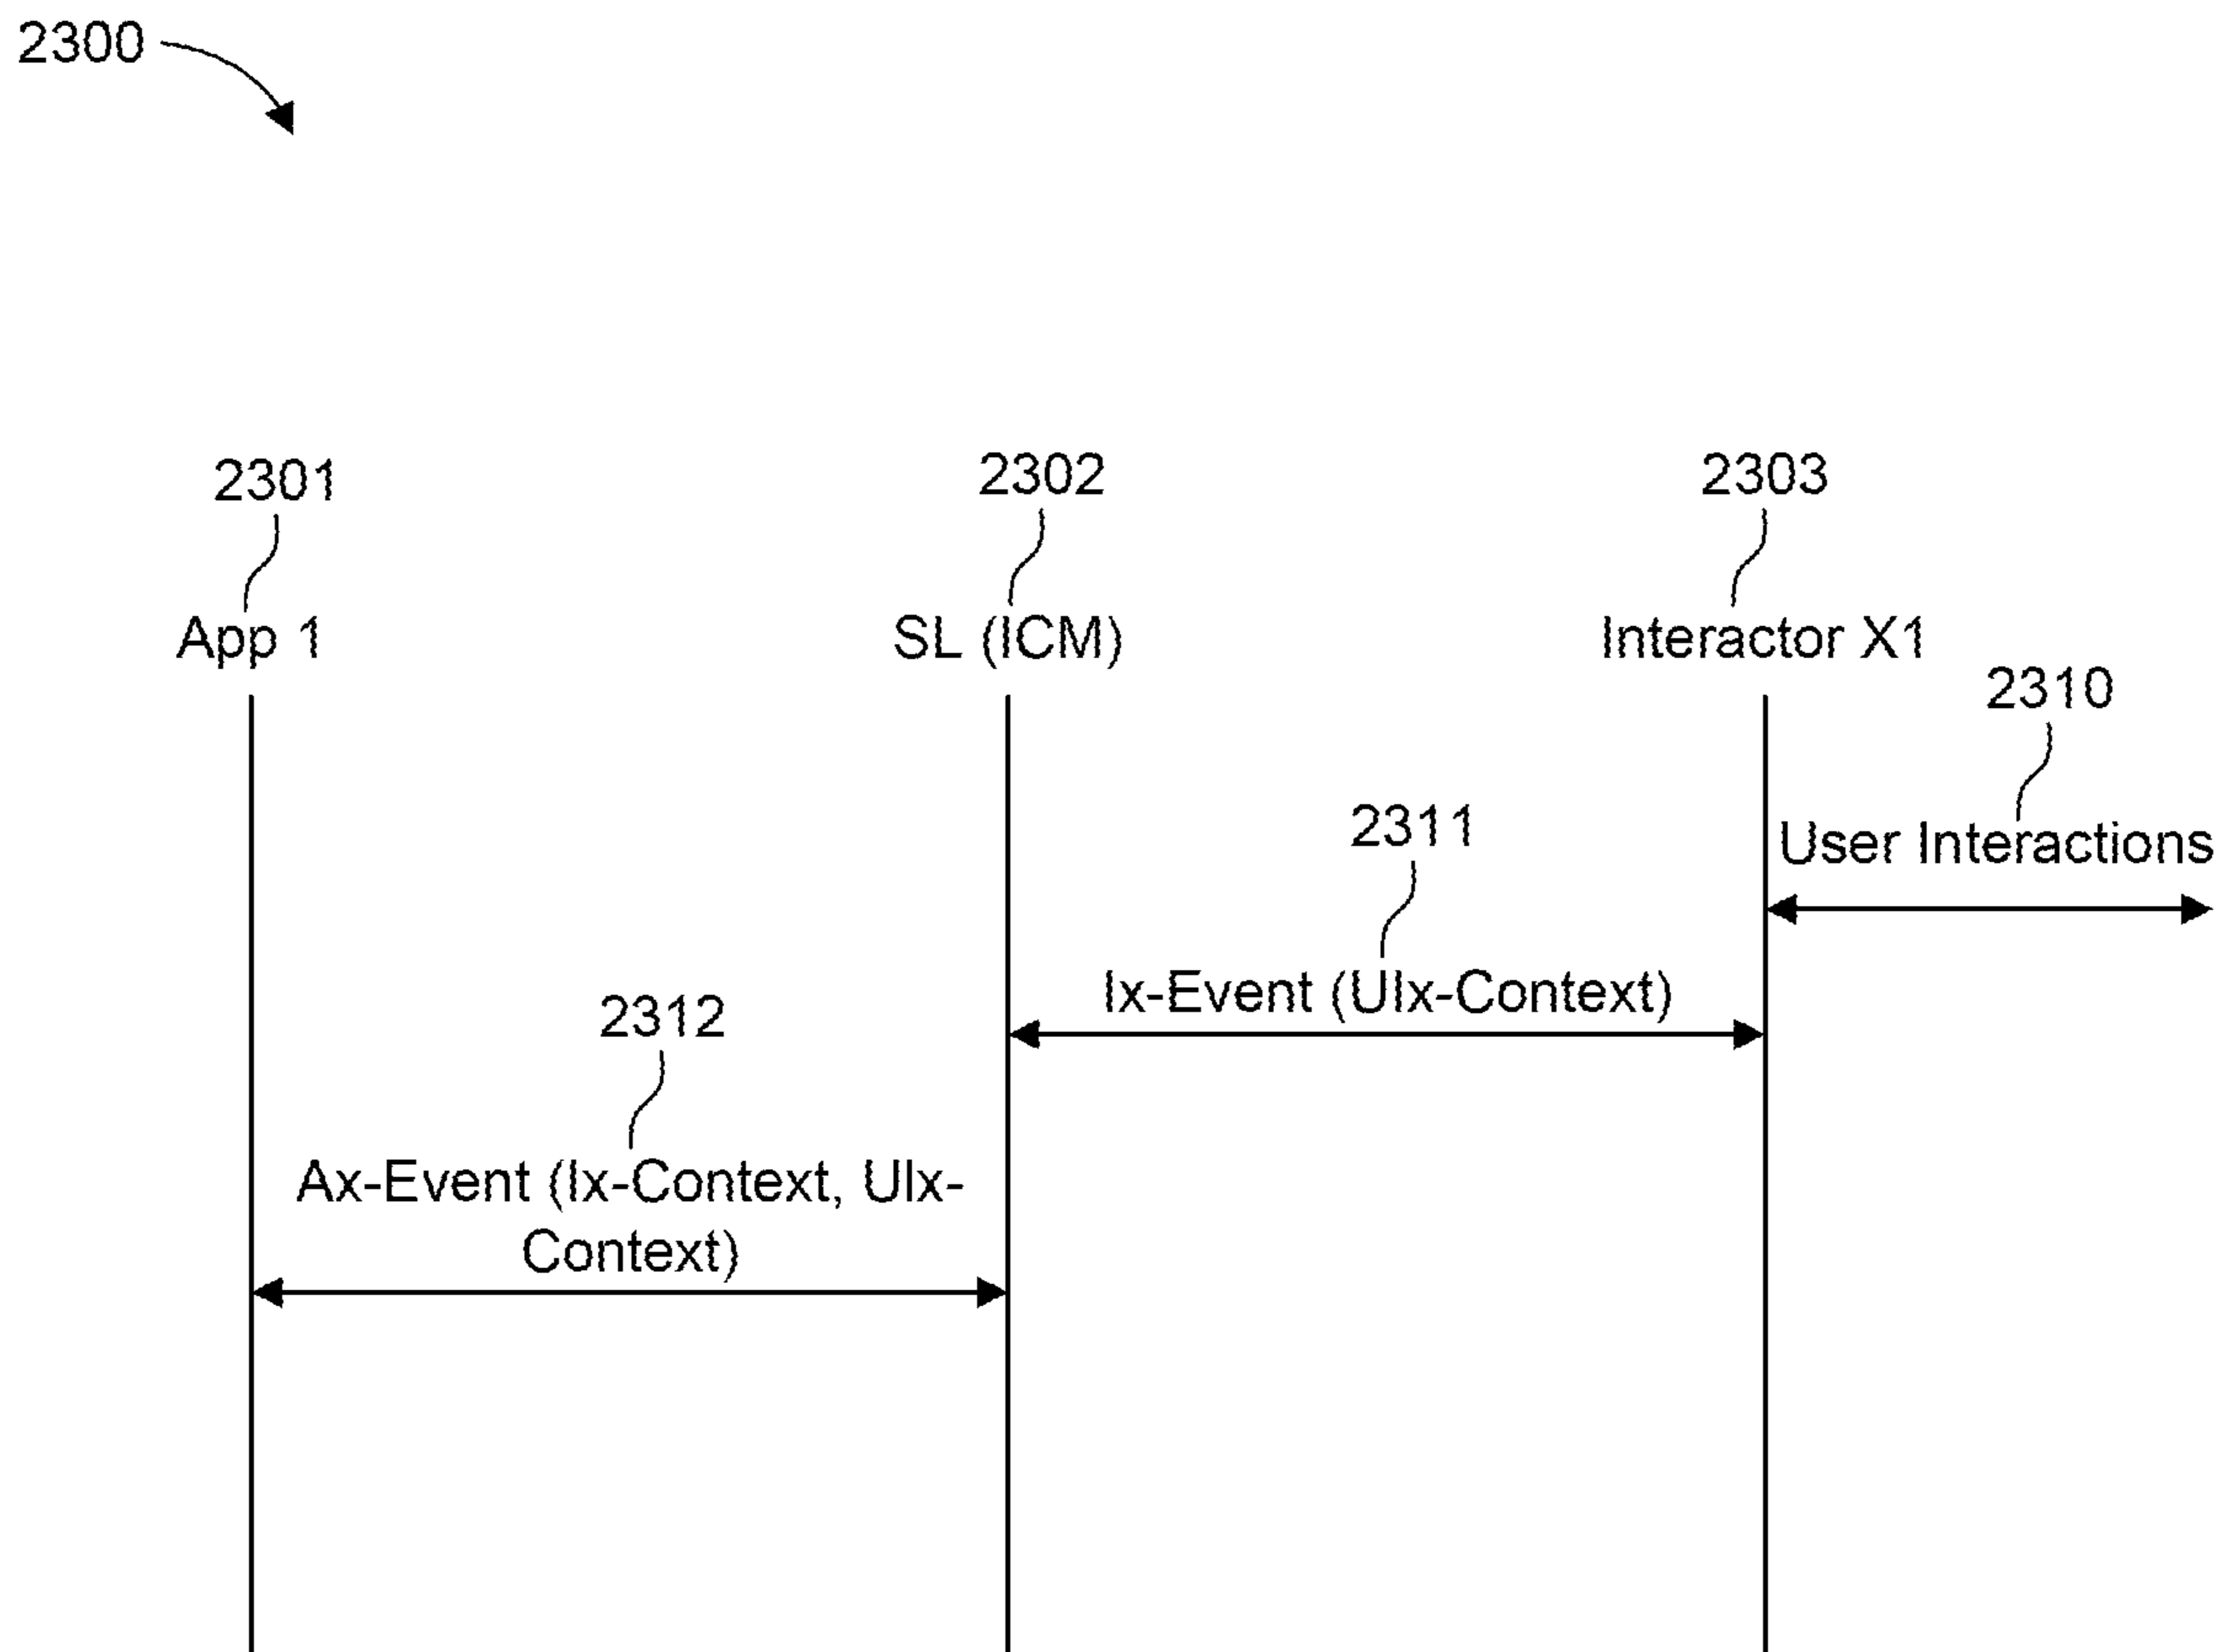 2300
2301
2302
2303
App 1
SL (ICM)
Interactor X1
2310
2311
User Interactions
2312
Ix-Event (UIx-Context)
Ax-Event (Ix-Context, UIx-
Context)